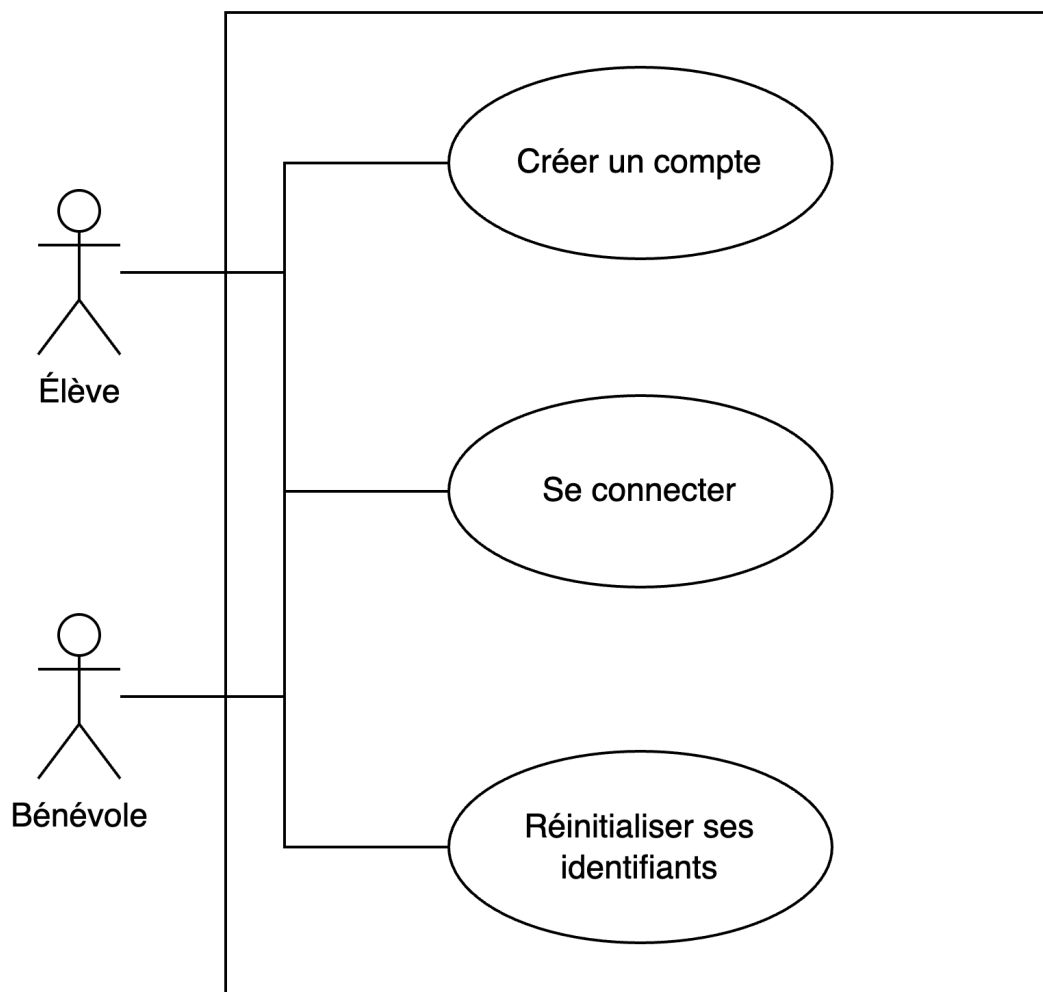 Créer un compte
Élève
Se connecter
Bénévole
Réinitialiser ses
identifiants